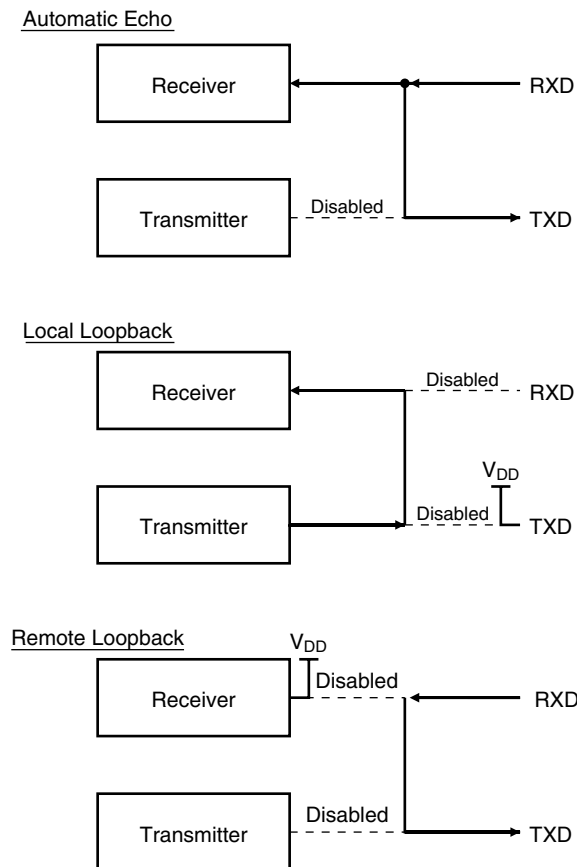 Automatic Echo
Receiver
RXD
Transmitter
Disabled
TXD
Local Loopback
Receiver
Disabled
RXD
VDD
Transmitter
Disabled
TXD
Remote Loopback
VDD
Receiver
Disabled
RXD
Transmitter
Disabled
TXD